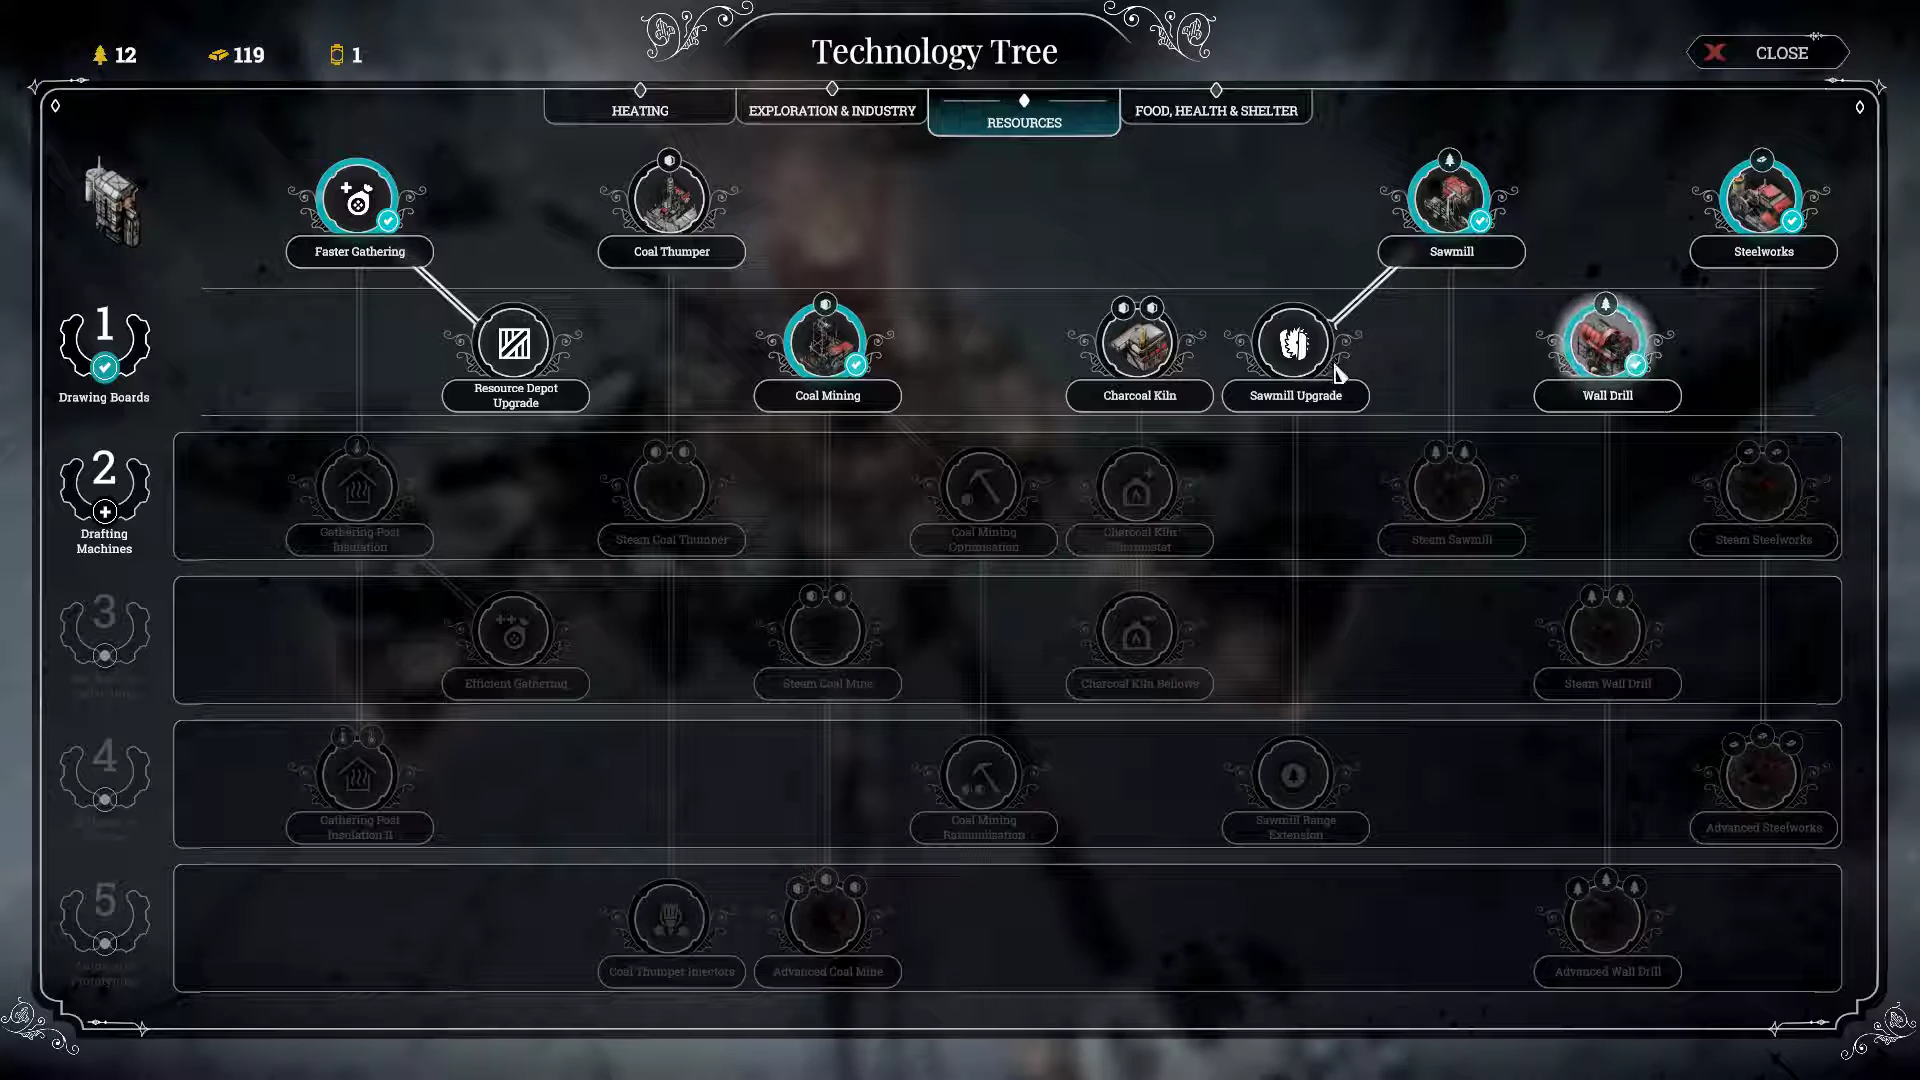 12
119
1
Technology Tree
CLOSE
HEATING
EXPLORATION & INDUSTRY
RESOURCES
FOOD, HEALTH & SHELTER
Faster Gathering
Coal Thumper
Sawmill
Steelworks
1
Drawing Boards
Resource Depot
Upgrade
Coal Mining
Charcoal Kiln
Sawmill Upgrade
Wall Drill
2
Drafting
Machines
Gathering Post
Insulation
Steam Coal Thumper
Coal Mining
Optimisation
Charcoal Kiln
Thermostat
Steam Sawmill
Steam Steelworks
3
Efficient Gathering
Steam Coal Mine
Charcoal Kiln Bellows
Steam Wall Drill
4
Gathering Post
Insulation II
Coal Mining
Sawmill Range
Extension
Advanced Steelworks
5
Coal Thumper Injectors
Advanced Coal Mine
Advanced Wall Drill